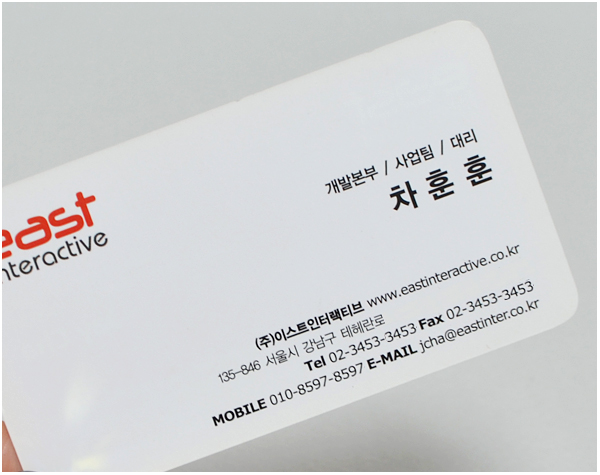 east
interactive
개발본부 / 사업팀 / 대리
차훈훈
(주)이스트인터랙티브 www.eastinteractive.co.kr
135-846 서울시 강남구 테헤란로
Tel 02-3453-3453 Fax 02-3453-3453
MOBILE 010-8597-8597 E-MAIL jcha@eastinter.co.kr